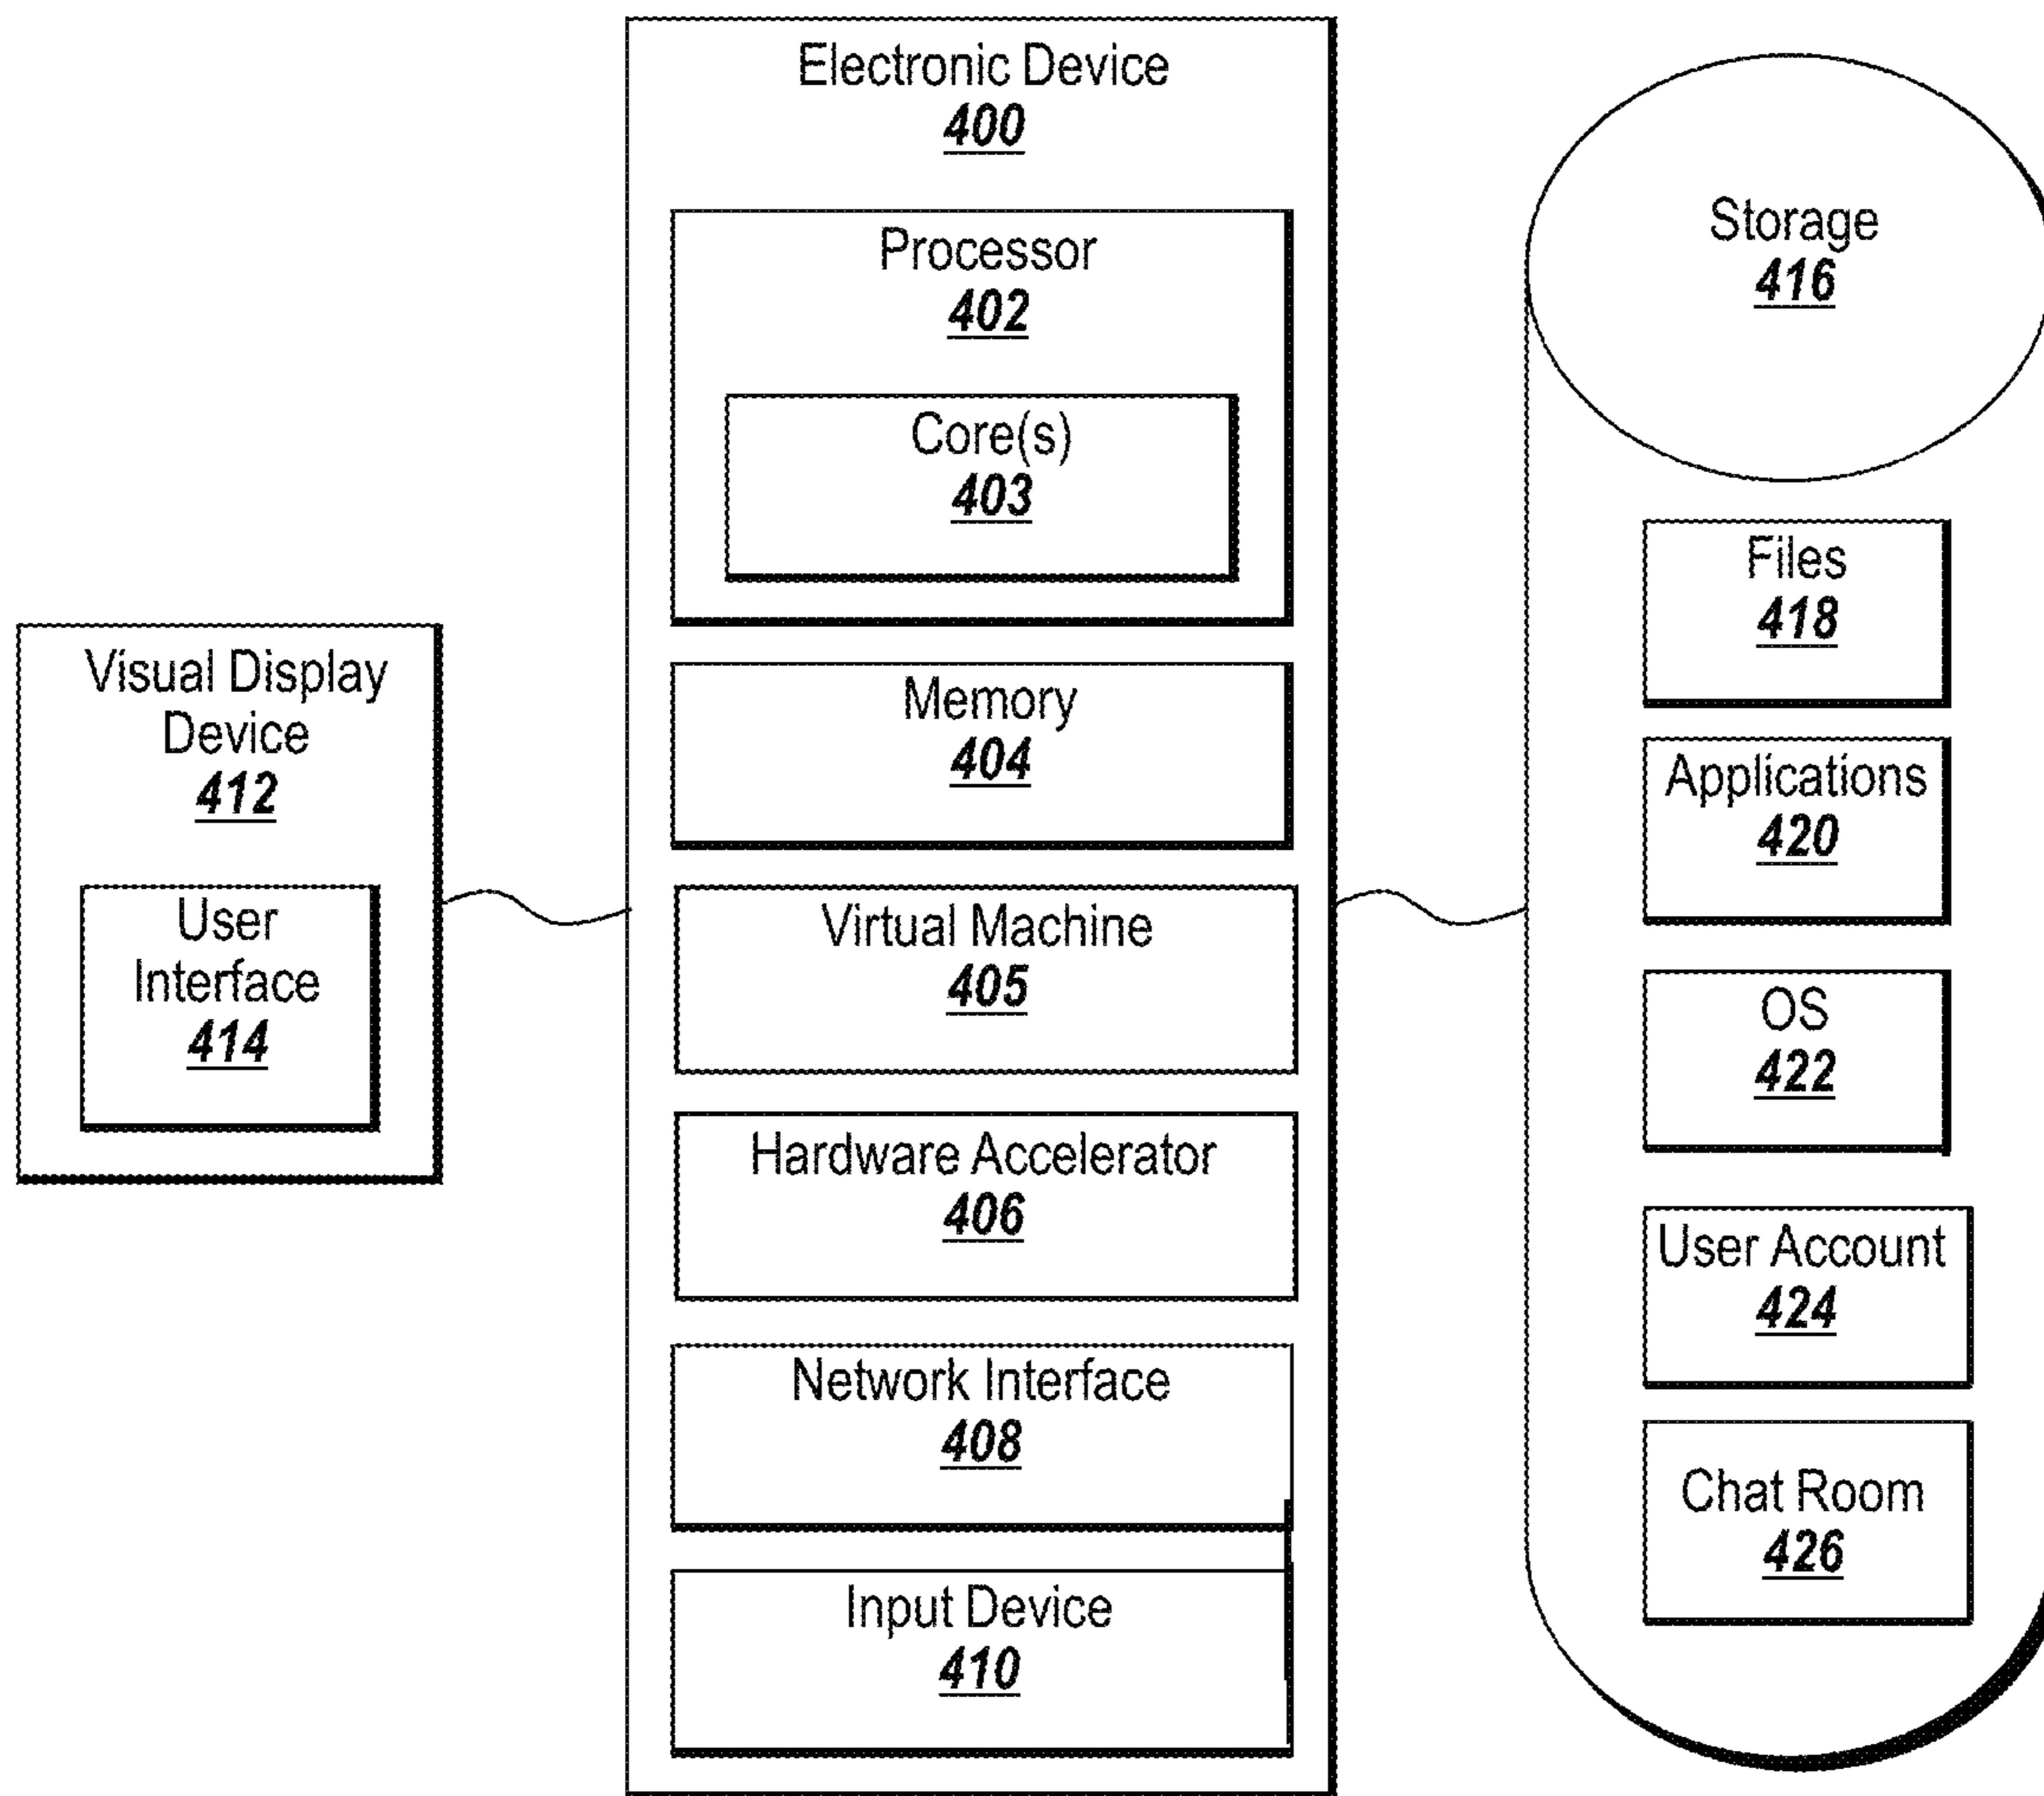 Electronic Device
400
Processor
402
Core(s)
403
Memory
404
Virtual Machine
405
Hardware Accelerator
406
Network Interface
408
Input Device
410
Visual Display
Device
412
User
Interface
414
Storage
416
Files
418
Applications
420
OS
422
User Account
424
Chat Room
426